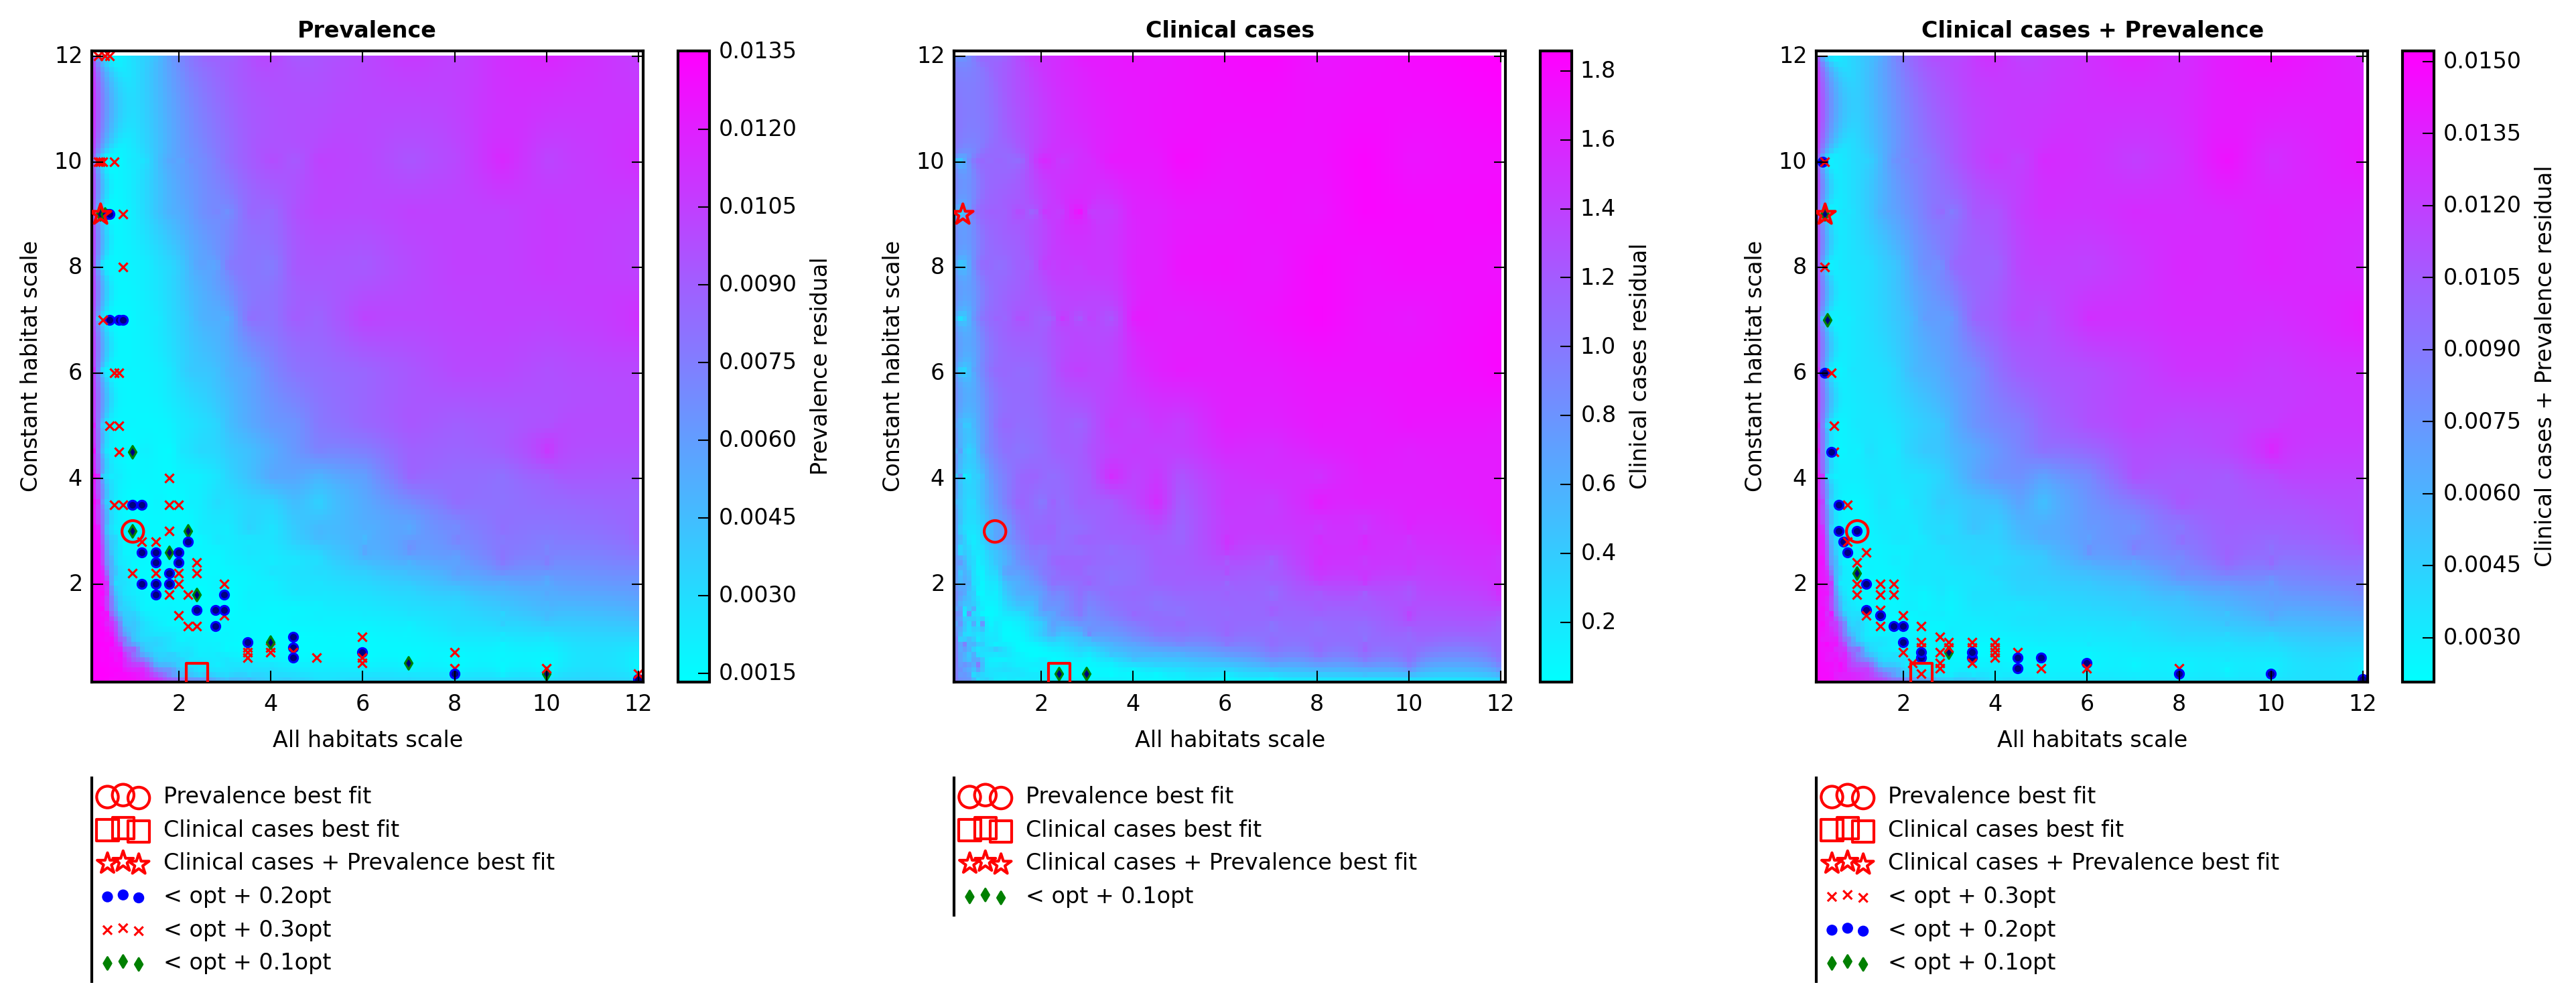 Prevalence
12
10
8
6
4
2
2 4 6 8 10 12
Constant habitat scale
All habitats scale
0.0135
0.0120
0.0105
0.0090
0.0075
0.0060
0.0045
0.0030
0.0015
Prevalence residual
Prevalence best fit
Clinical cases best fit
Clinical cases + Prevalence best fit
< opt + 0.2opt
< opt + 0.3opt
< opt + 0.1opt
Clinical cases
12
10
8
6
4
2
2 4 6 8 10 12
Constant habitat scale
All habitats scale
1.8
1.6
1.4
1.2
1.0
0.8
0.6
0.4
0.2
Clinical cases residual
Prevalence best fit
Clinical cases best fit
Clinical cases + Prevalence best fit
< opt + 0.1opt
Clinical cases + Prevalence
12
10
8
6
4
2
2 4 6 8 10 12
Constant habitat scale
All habitats scale
0.0150
0.0135
0.0120
0.0105
0.0090
0.0075
0.0060
0.0045
0.0030
Clinical cases + Prevalence residual
Prevalence best fit
Clinical cases best fit
Clinical cases + Prevalence best fit
< opt + 0.3opt
< opt + 0.2opt
< opt + 0.1opt